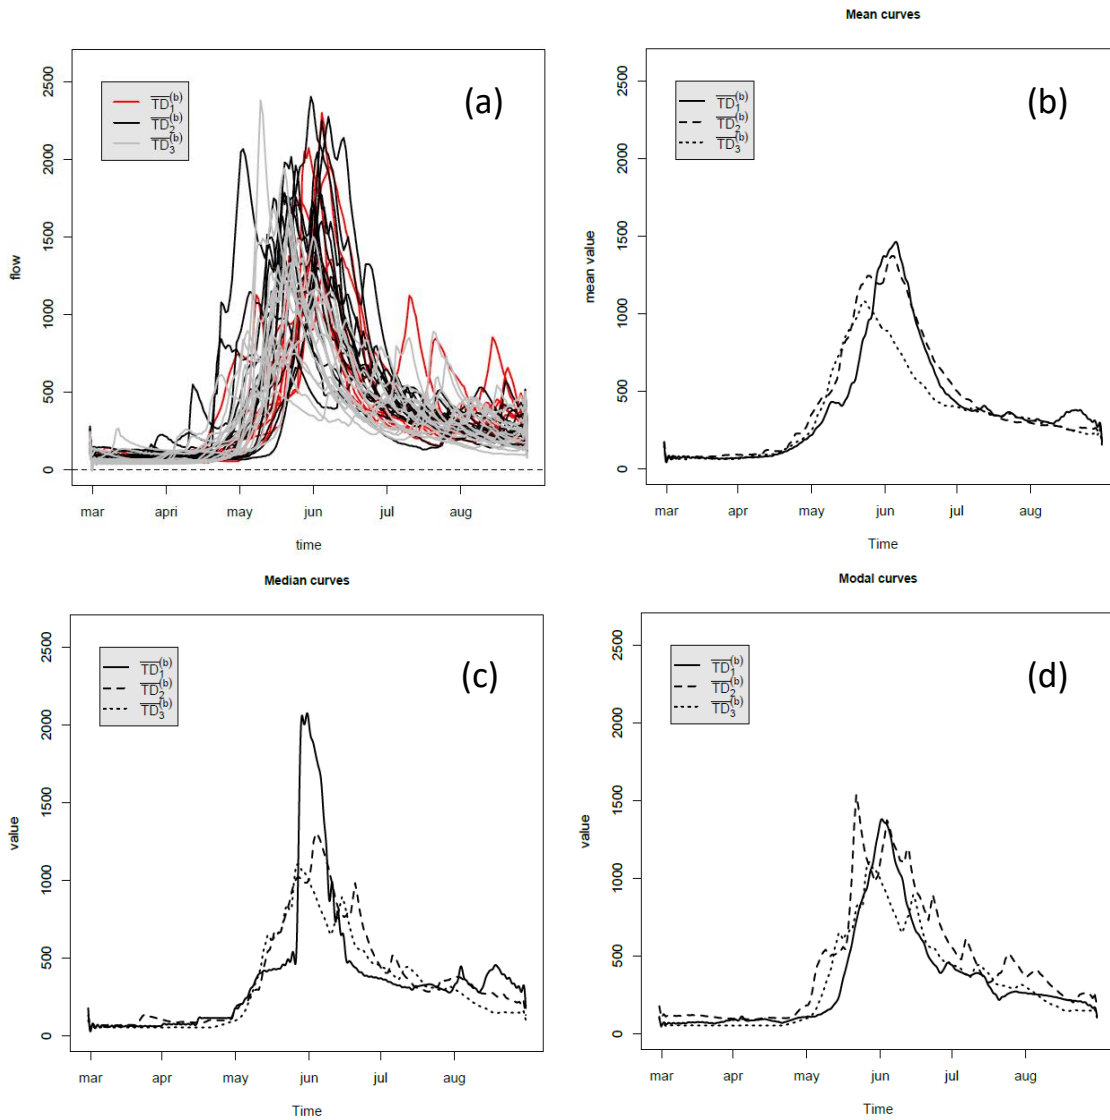 Mean curves
2500
2000
1500
1000
500
0
flow
TD₁⁽ᵇ⁾
TD₂⁽ᵇ⁾
TD₃⁽ᵇ⁾
(a)
mar apri may jun jul aug
time
2500
2000
1500
1000
500
0
mean value
TD₁⁽ᵇ⁾
TD₂⁽ᵇ⁾
TD₃⁽ᵇ⁾
(b)
mar apr may jun jul aug
Time
Median curves
2500
2000
1500
1000
500
0
value
TD₁⁽ᵇ⁾
TD₂⁽ᵇ⁾
TD₃⁽ᵇ⁾
(c)
mar apr may jun jul aug
Time
Modal curves
2500
2000
1500
1000
500
0
value
TD₁⁽ᵇ⁾
TD₂⁽ᵇ⁾
TD₃⁽ᵇ⁾
(d)
mar apr may jun jul aug
Time